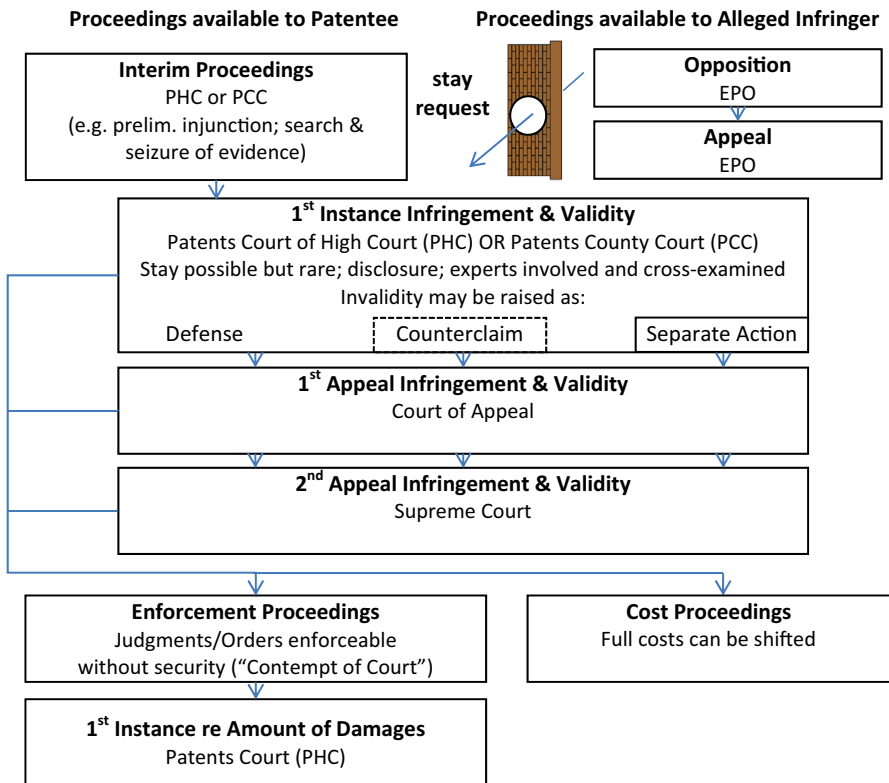 Proceedings available to Patentee
Proceedings available to Alleged Infringer
Interim Proceedings
PHC or PCC
(e.g. prelim. injunction; search &
seizure of evidence)
stay
request
Opposition
EPO
Appeal
EPO
1st Instance Infringement & Validity
Patents Court of High Court (PHC) OR Patents County Court (PCC)
Stay possible but rare; disclosure; experts involved and cross-examined
Invalidity may be raised as:
Defense
Counterclaim
Separate Action
1st Appeal Infringement & Validity
Court of Appeal
2nd Appeal Infringement & Validity
Supreme Court
Enforcement Proceedings
Judgments/Orders enforceable
without security (“Contempt of Court”)
Cost Proceedings
Full costs can be shifted
1st Instance re Amount of Damages
Patents Court (PHC)